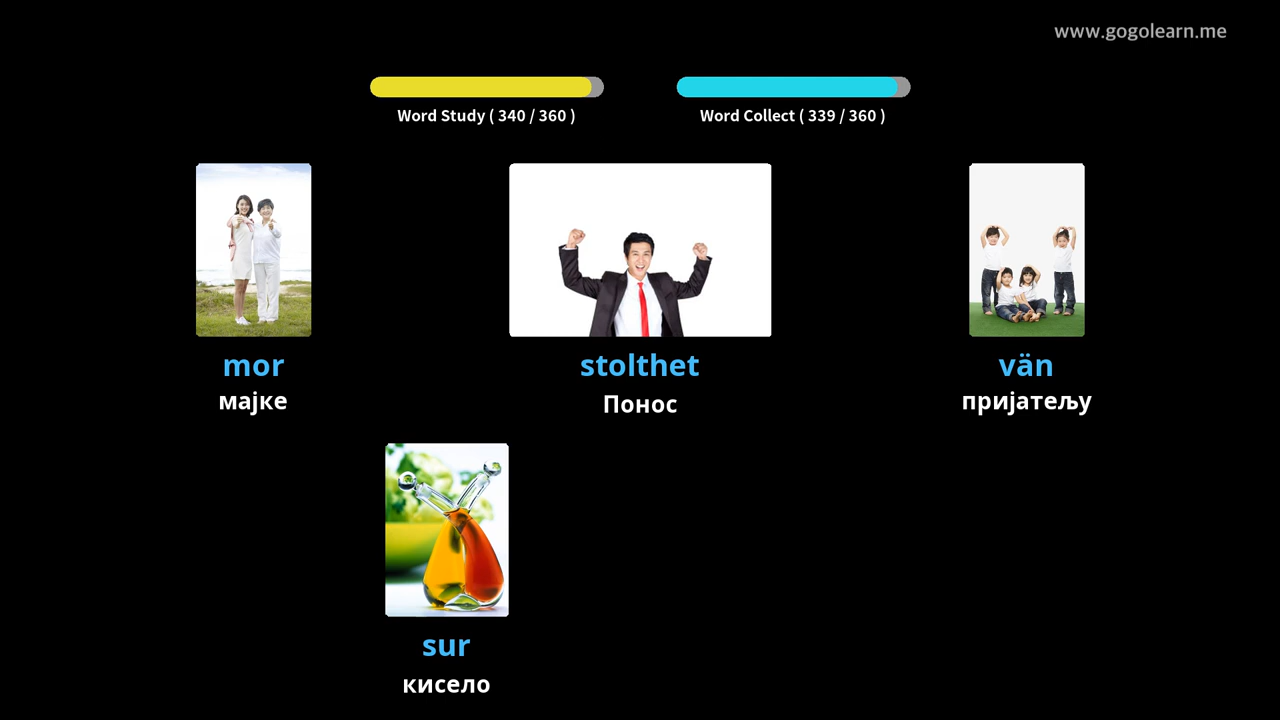 www.gogolearn.me
Word Study ( 340 / 360 )
Word Collect ( 339 / 360 )
mor
мајке
stolthet
Понос
vän
пријатељу
sur
кисело